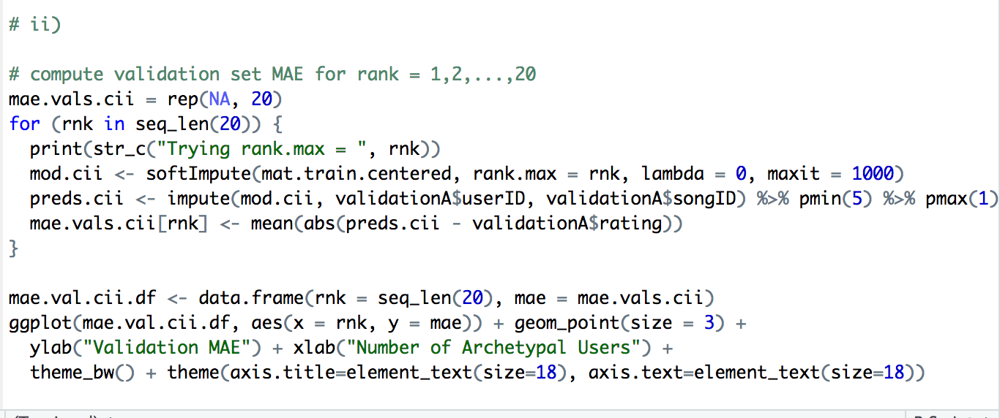 # ii)
# compute validation set MAE for rank = 1,2,...,20
mae.vals.cii = rep(NA, 20)
for (rnk in seq_len(20)) {
  print(str_c("Trying rank.max = ", rnk))
  mod.cii <- softImpute(mat.train.centered, rank.max = rnk, lambda = 0, maxit = 1000)
  preds.cii <- impute(mod.cii, validationA$userID, validationA$songID) %>% pmin(5) %>% pmax(1)
  mae.vals.cii[rnk] <- mean(abs(preds.cii - validationA$rating))
}
mae.val.cii.df <- data.frame(rnk = seq_len(20), mae = mae.vals.cii)
ggplot(mae.val.cii.df, aes(x = rnk, y = mae)) + geom_point(size = 3) +
  ylab("Validation MAE") + xlab("Number of Archetypal Users") +
  theme_bw() + theme(axis.title=element_text(size=18), axis.text=element_text(size=18))